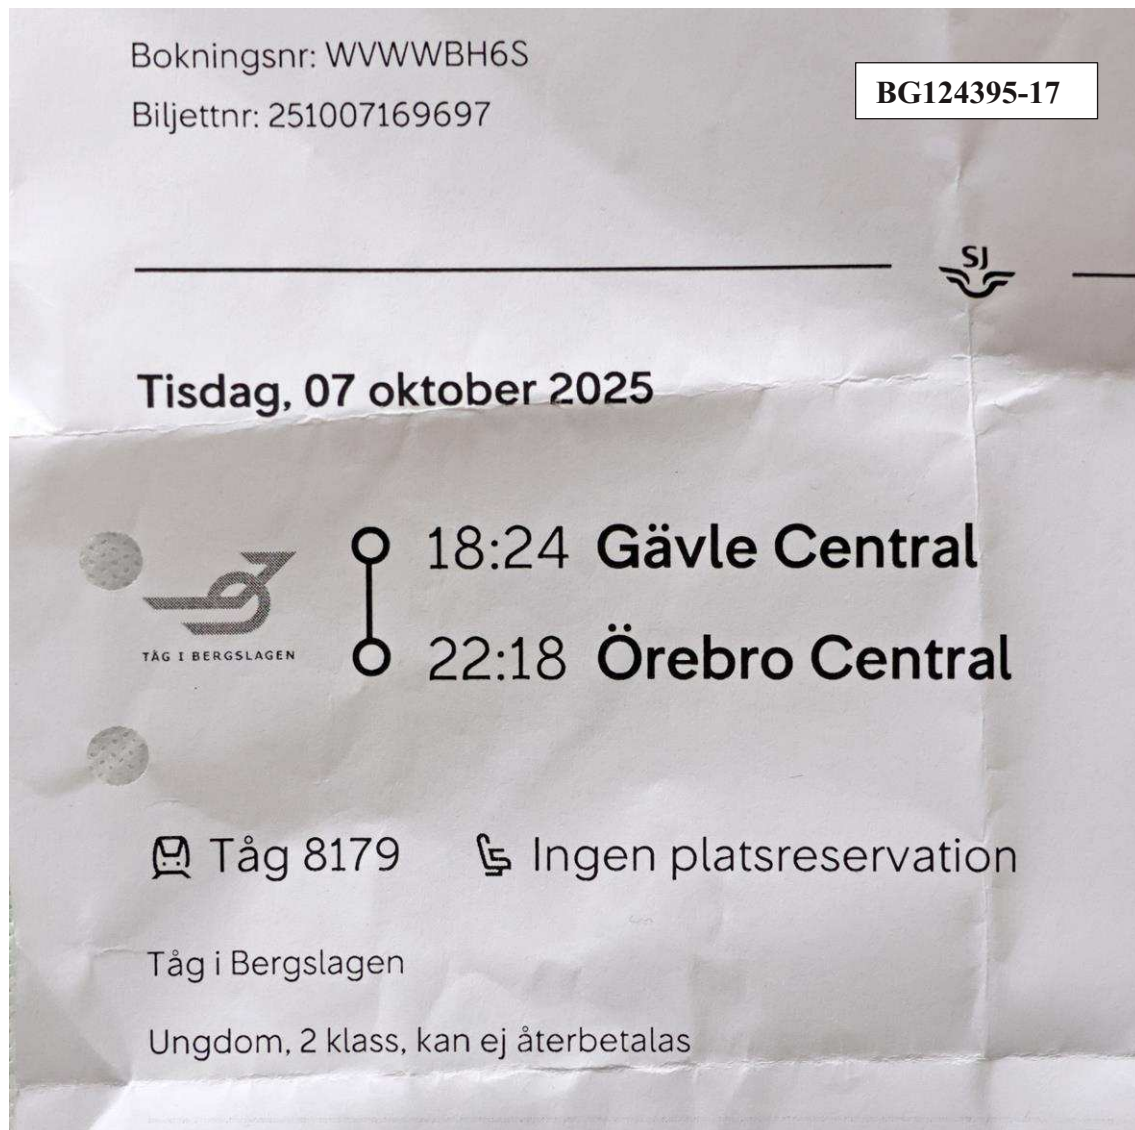 Bokningsnr: WVWWBH6S
BG124395-17
Biljettnr: 251007169697
SJ
Tisdag, 07 oktober 2025
18:24 Gävle Central
TÅG I BERGSLAGEN
22:18 Örebro Central
Tåg 8179 Ingen platsreservation
Tåg i Bergslagen
Ungdom, 2 klass, kan ej återbetalas